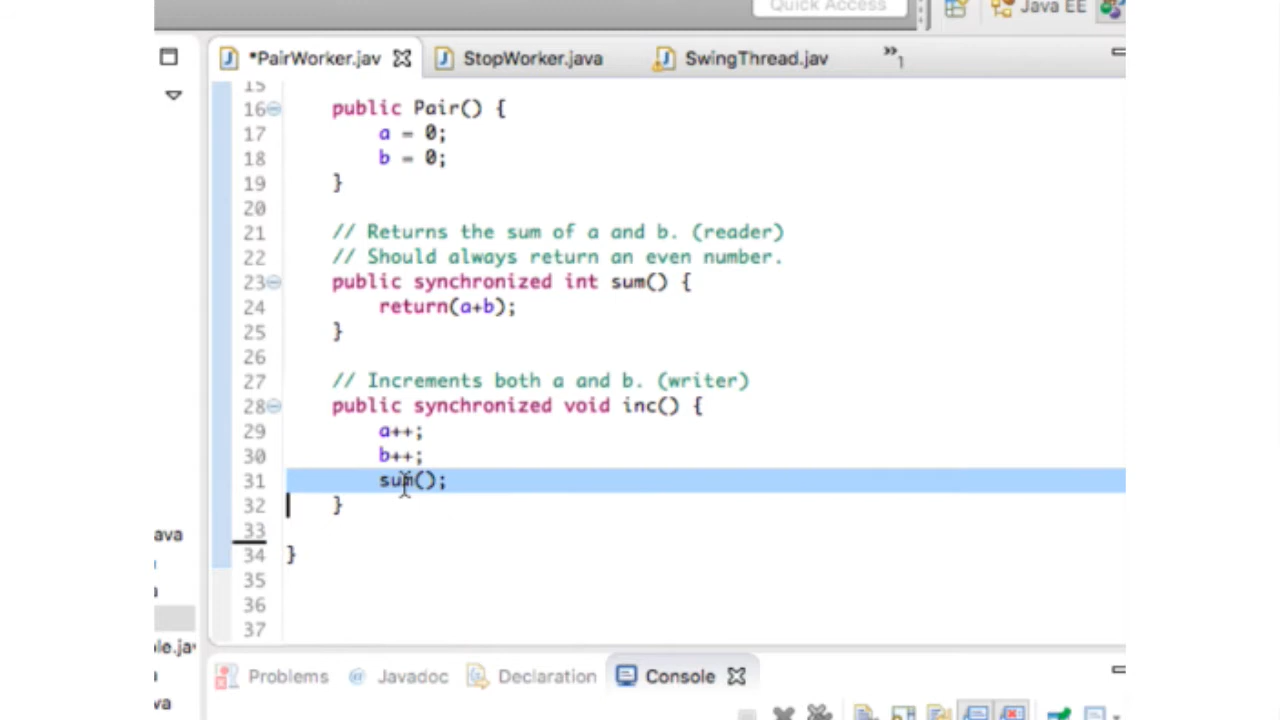 Quick Access
Java EE
*PairWorker.jav StopWorker.java SwingThread.jav »1
15
16 public Pair() {
17 a = 0;
18 b = 0;
19 }
20
21 // Returns the sum of a and b. (reader)
22 // Should always return an even number.
23 public synchronized int sum() {
24 return(a+b);
25 }
26
27 // Increments both a and b. (writer)
28 public synchronized void inc() {
29 a++;
30 b++;
31 sum();
32 }
33
34 }
35
36
37
ava
a
a
ole.ja
a
va
Problems @ Javadoc Declaration Console